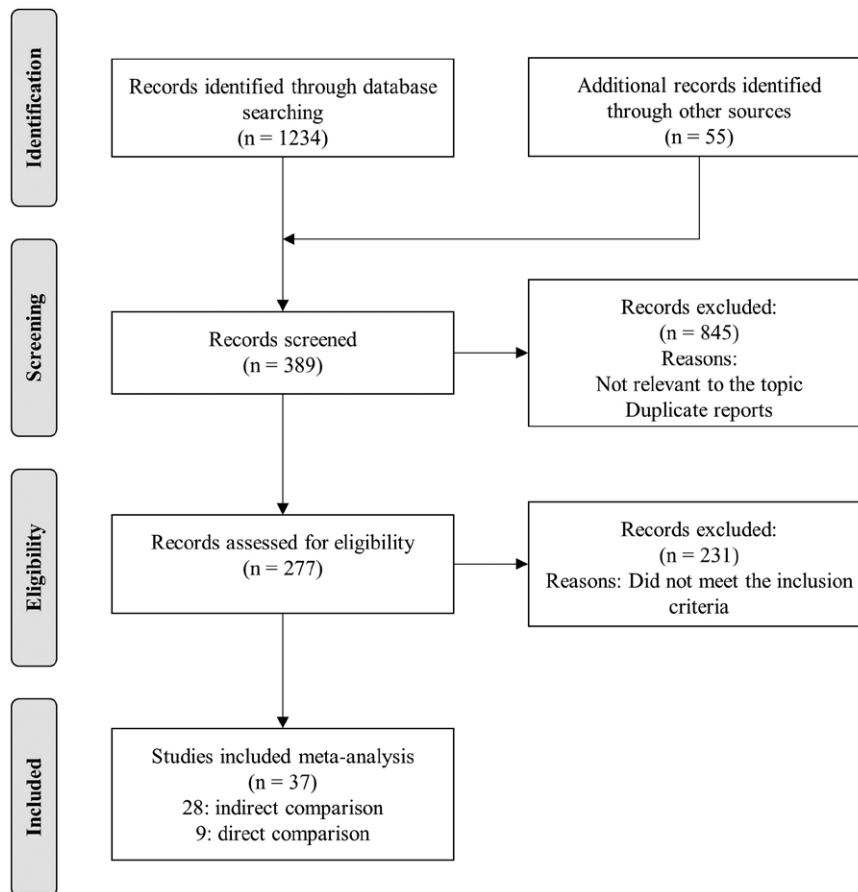 Identification
Records identified through database
searching
(n = 1234)
Additional records identified
through other sources
(n = 55)
Screening
Records screened
(n = 389)
Records excluded:
(n = 845)
Reasons:
Not relevant to the topic
Duplicate reports
Eligibility
Records assessed for eligibility
(n = 277)
Records excluded:
(n = 231)
Reasons: Did not meet the inclusion
criteria
Included
Studies included meta-analysis
(n = 37)
28: indirect comparison
9: direct comparison